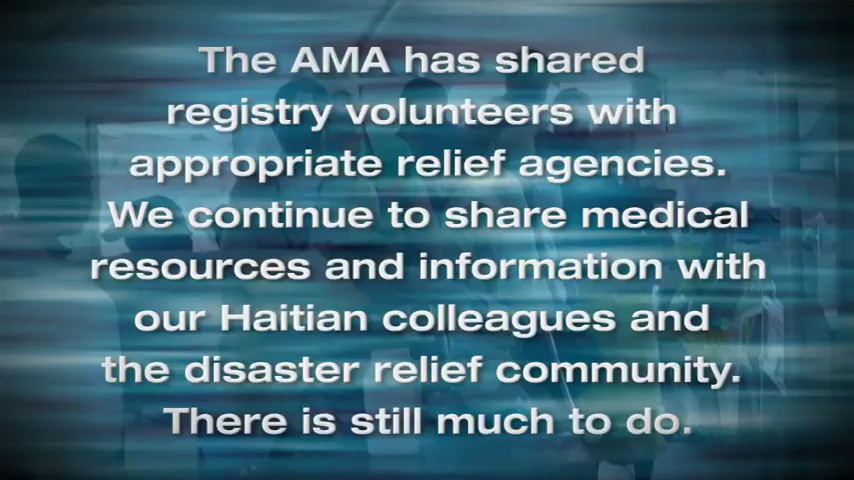 The AMA has shared
registry volunteers with
appropriate relief agencies.
We continue to share medical
resources and information with
our Haitian colleagues and
the disaster relief community.
There is still much to do.